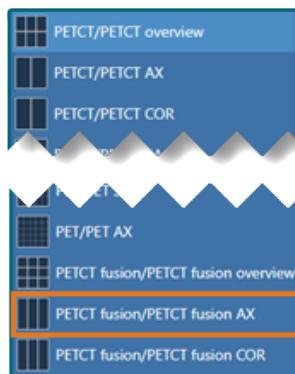 PETCT/PETCT overview
PETCT/PETCT AX
PETCT/PETCT COR
PET/PET AX
PETCT fusion/PETCT fusion overview
PETCT fusion/PETCT fusion AX
PETCT fusion/PETCT fusion COR